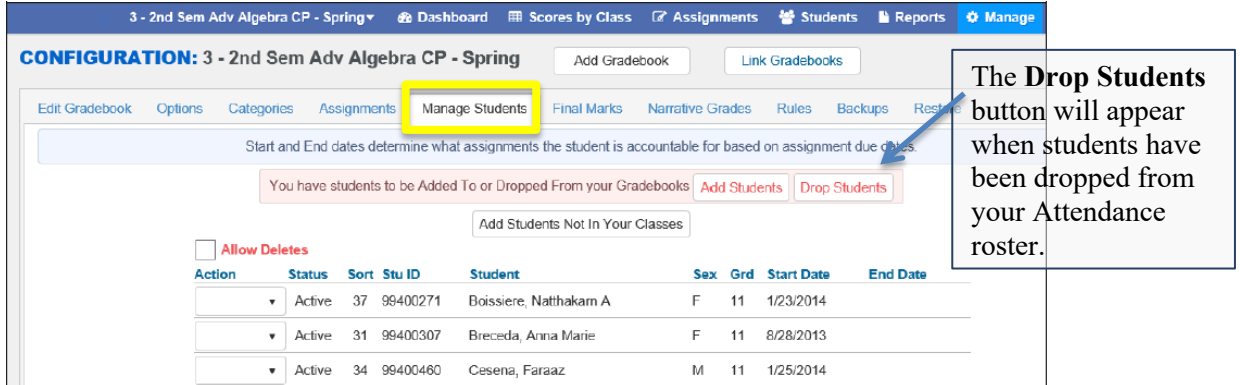 3 - 2nd Sem Adv Algebra CP - Spring▾ Dashboard Scores by Class Assignments Students Reports Manage
CONFIGURATION: 3 - 2nd Sem Adv Algebra CP - Spring Add Gradebook Link Gradebooks
Edit Gradebook Options Categories Assignments Manage Students Final Marks Narrative Grades Rules Backups Restore
Start and End dates determine what assignments the student is accountable for based on assignment due dates.
You have students to be Added To or Dropped From your Gradebooks Add Students Drop Students
Add Students Not In Your Classes
Allow Deletes
Action Status Sort Stu ID Student Sex Grd Start Date End Date
Active 37 99400271 Boissiere, Natthakarn A F 11 1/23/2014
Active 31 99400307 Breceda, Anna Marie F 11 8/28/2013
Active 34 99400460 Cesena, Faraaz M 11 1/25/2014
The Drop Students
button will appear
when students have
been dropped from
your Attendance
roster.